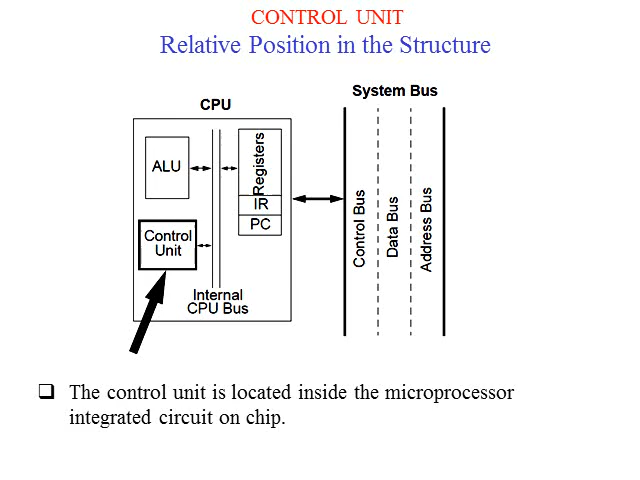 CONTROL UNIT
Relative Position in the Structure
System Bus
CPU
ALU
Registers
IR
PC
Control
Unit
Internal
CPU Bus
Control Bus
Data Bus
Address Bus
The control unit is located inside the microprocessor
integrated circuit on chip.